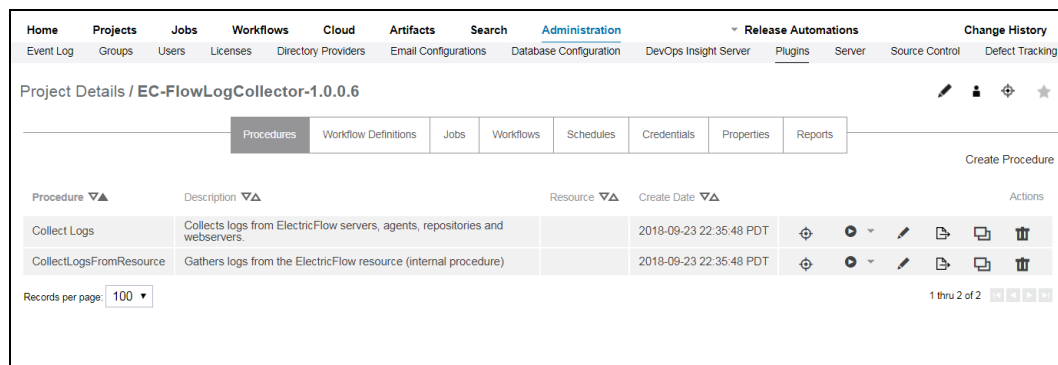 Home Projects Jobs Workflows Cloud Artifacts Search Administration Release Automations Change History
Event Log Groups Users Licenses Directory Providers Email Configurations Database Configuration DevOps Insight Server Plugins Server Source Control Defect Tracking
Project Details / EC-FlowLogCollector-1.0.0.6
Procedures Workflow Definitions Jobs Workflows Schedules Credentials Properties Reports
Create Procedure
Procedure Description Resource Create Date Actions
Collect Logs Collects logs from ElectricFlow servers, agents, repositories and
webservers. 2018-09-23 22:35:48 PDT
CollectLogsFromResource Gathers logs from the ElectricFlow resource (internal procedure) 2018-09-23 22:35:48 PDT
Records per page: 100 1 thru 2 of 2